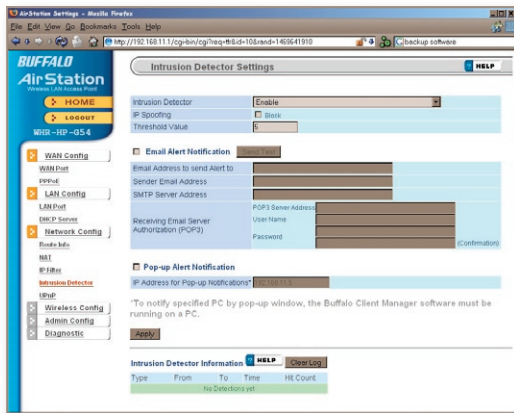 AirStation Settings - Mozilla Firefox
File Edit View Go Bookmarks Tools Help
http://192.168.11.1/cgi-bin/cgi?req=tfr&id=10&rand=1469641910
backup software
BUFFALO
AirStation
Wireless LAN Access Point
HOME
LOGOUT
WHR-HP-G54
WAN Config
WAN Port
PPPoE
LAN Config
LAN Port
DHCP Server
Network Config
Route Info
NAT
IP Filter
Intrusion Detector
UPnP
Wireless Config
Admin Config
Diagnostic
Intrusion Detector Settings
HELP
Intrusion Detector Enable
IP Spoofing Block
Threshold Value 5
Email Alert Notification Send Test
Email Address to send Alert to
Sender Email Address
SMTP Server Address
Receiving Email Server Authorization (POP3)
POP3 Server Address
User Name
Password
(Confirmation)
Pop-up Alert Notification
IP Address for Pop-up Notifications* 192.168.11.5
*To notify specified PC by pop-up window, the Buffalo Client Manager software must be
running on a PC.
Apply
Intrusion Detector Information HELP Clear Log
Type From To Time Hit Count
No Detections yet